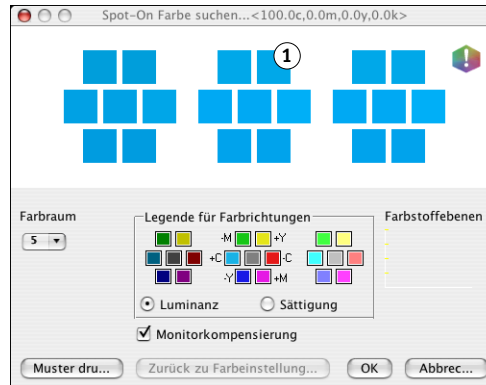 Spot-On Farbe suchen...<100.0c,0.0m,0.0y,0.0k>
1
!
Farbraum
5
Legende für Farbrichtungen
-M +Y
+C -C
-Y +M
Luminanz
Sättigung
Farbstoffebenen
Monitorkompensierung
Muster dru...
Zurück zu Farbeinstellung...
OK
Abbrec...